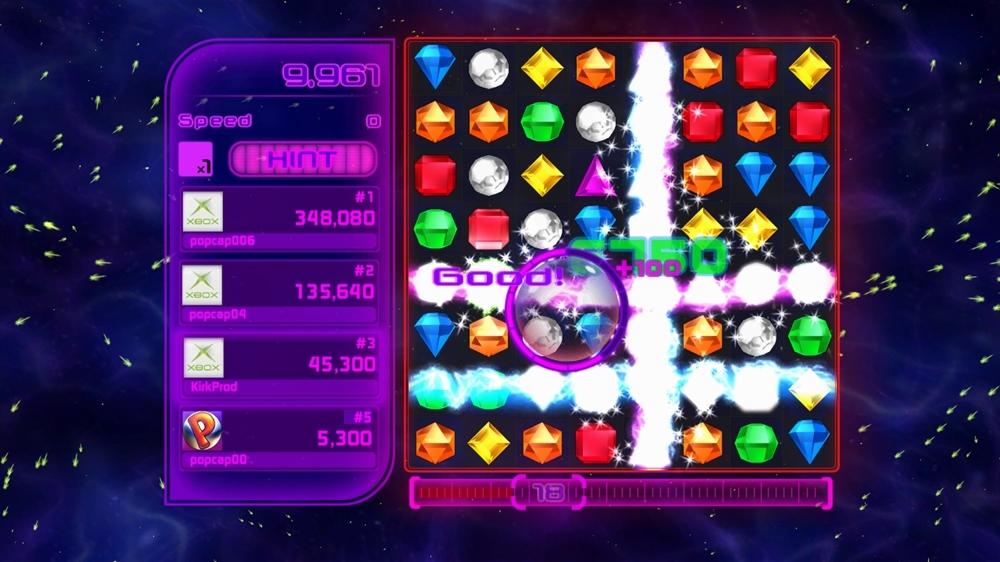 9,961
Speed 0
x1
HINT
#1
XBOX
348,080
popcap006
#2
XBOX
135,640
popcap04
#3
XBOX
45,300
KirkProd
#5
P
5,300
+100
Good!
18